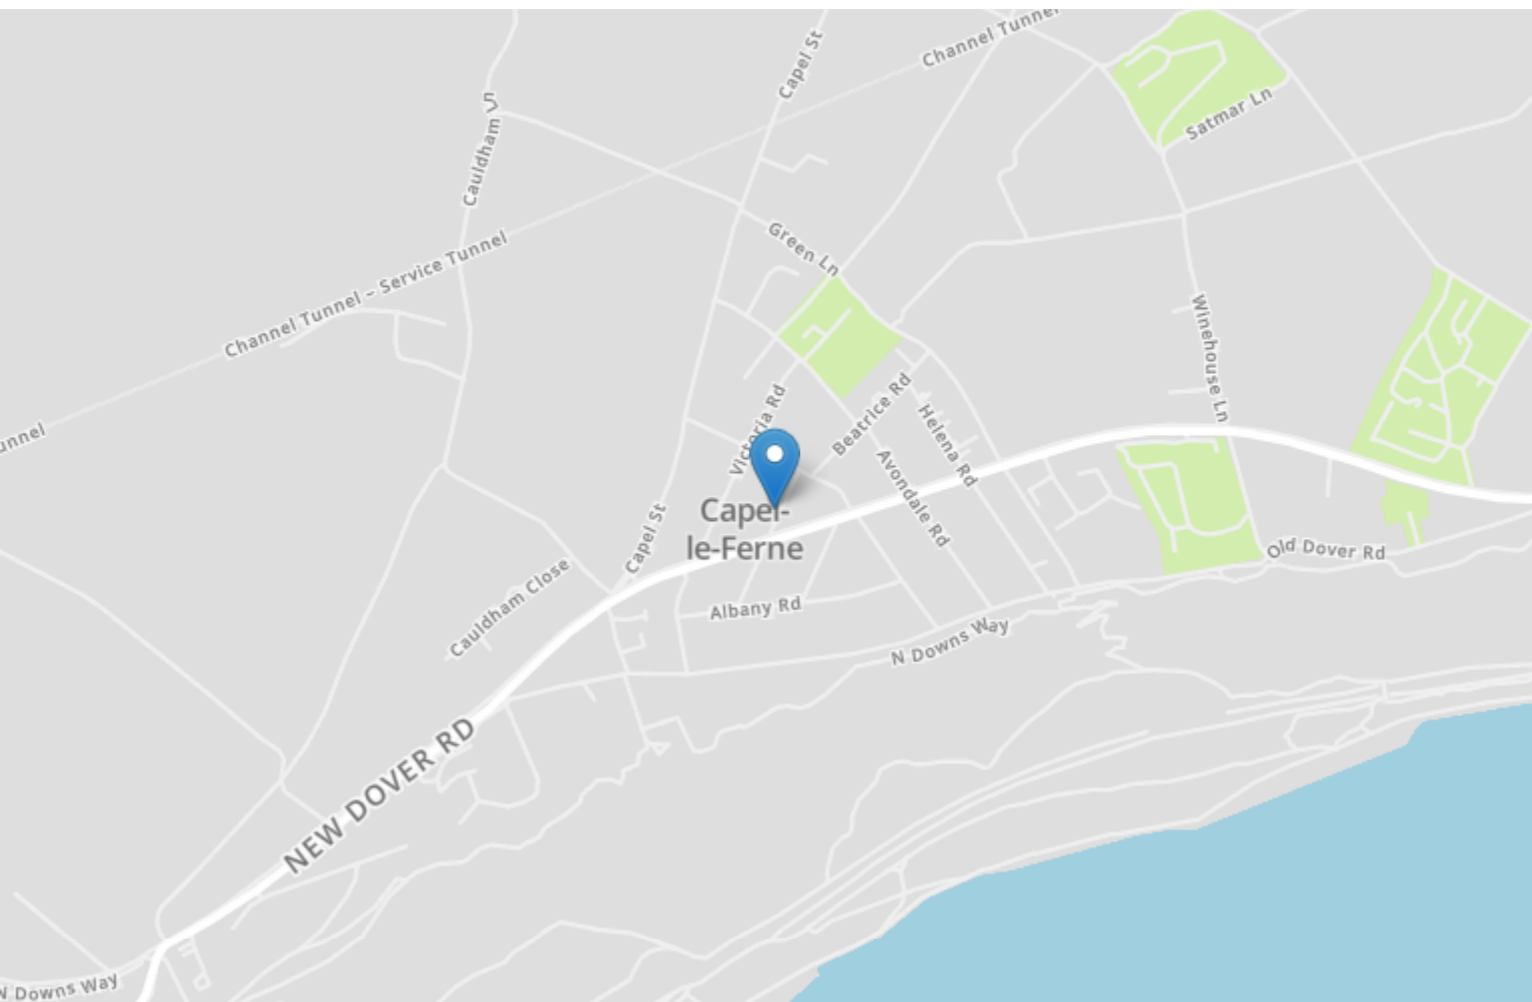 Channel Tunnel
Capel St
Cauldham Ln
Satmar Ln
Green Ln
Channel Tunnel – Service Tunnel
Winehouse Ln
Victoria Rd
Beatrice Rd
Helena Rd
unnel
Avondale Rd
Capel-
le-Ferne
Capel St
Old Dover Rd
Cauldham Close
Albany Rd
N Downs Way
NEW DOVER RD
N Downs Way